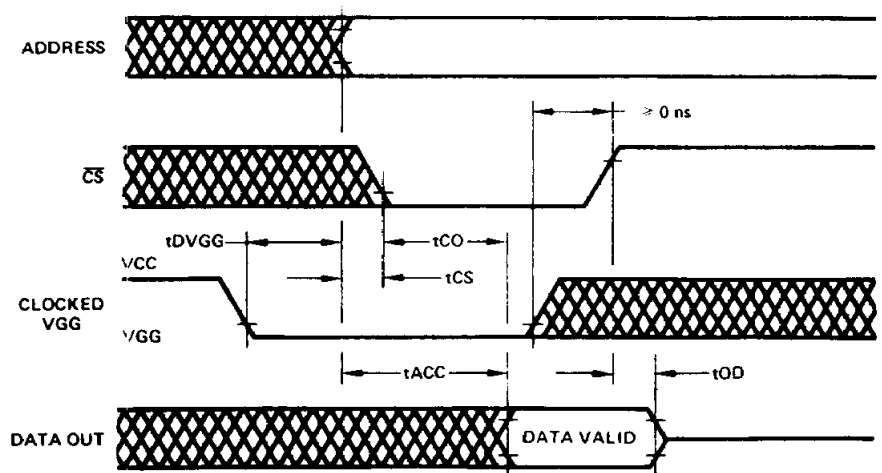 ADDRESS
≥ 0 ns
CS
tDVGG
tCO
VCC
tCS
CLOCKED
VGG
VGG
tACC
tOD
DATA OUT
DATA VALID